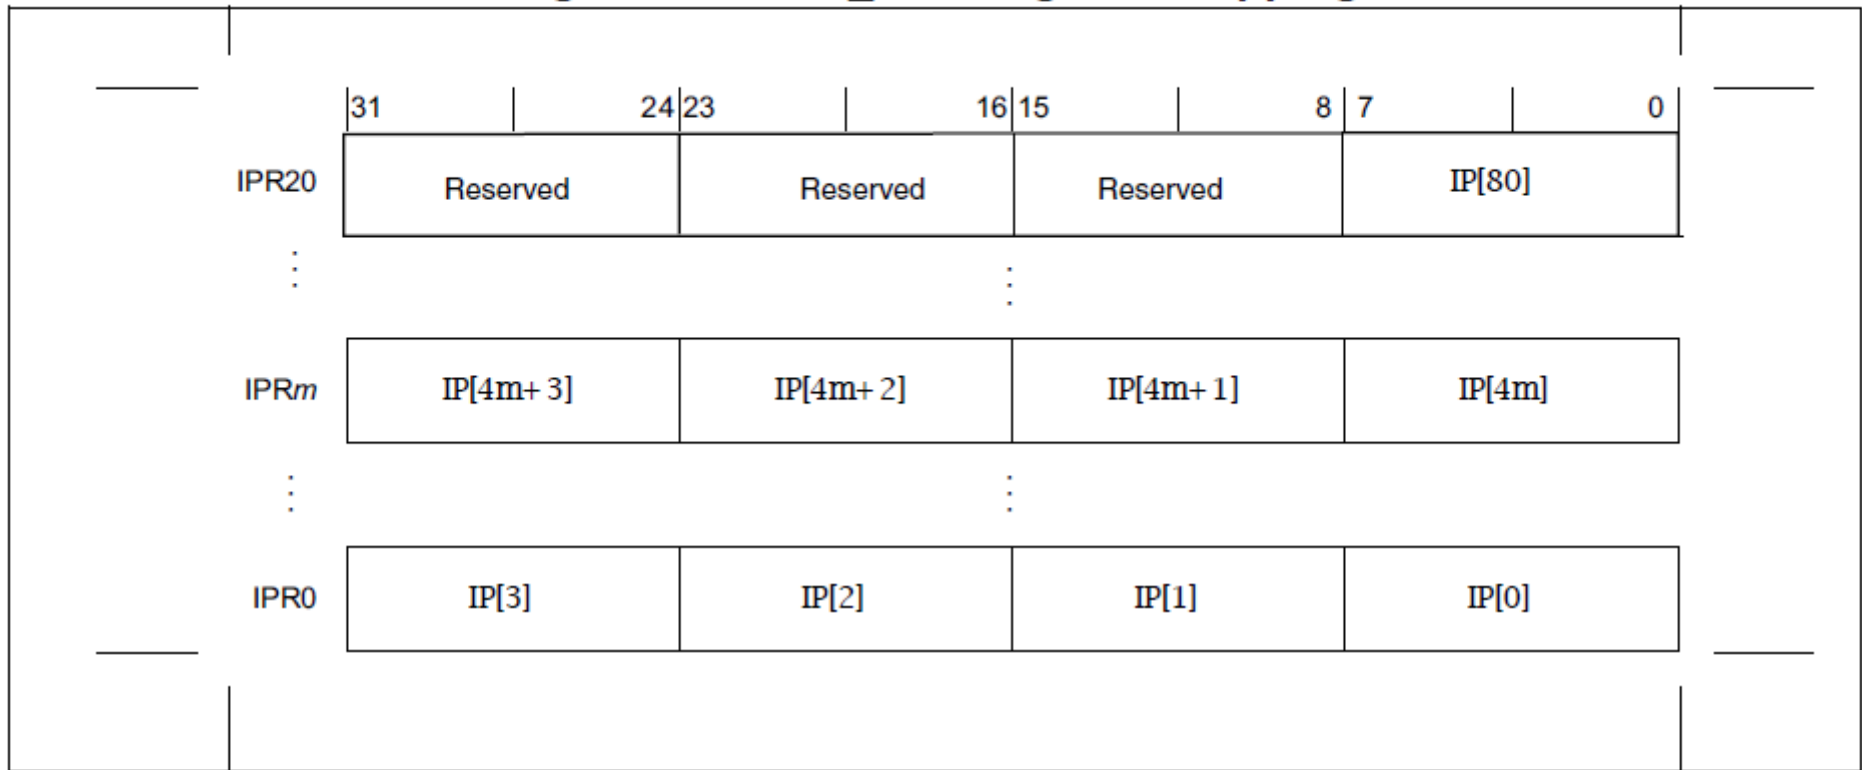 31 24 23 16 15 8 7 0
IPR20 Reserved Reserved Reserved IP[80]
IPRm IP[4m+3] IP[4m+2] IP[4m+1] IP[4m]
IPR0 IP[3] IP[2] IP[1] IP[0]